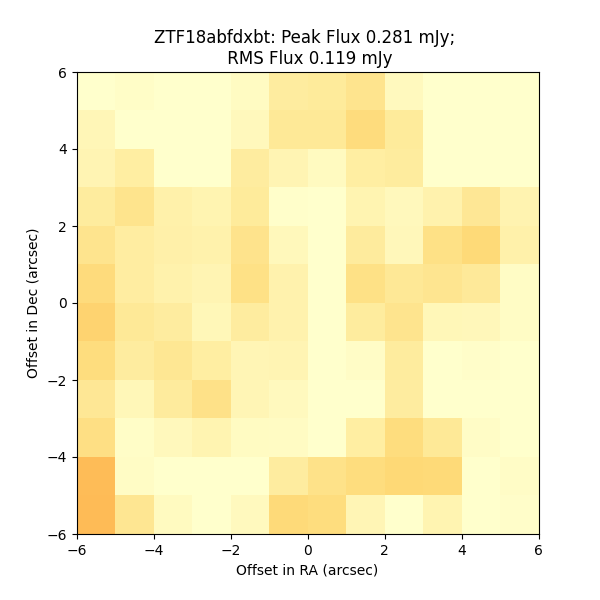 ZTF18abfdxbt: Peak Flux 0.281 mJy;
RMS Flux 0.119 mJy
6
4
2
0
−2
−4
−6
Offset in Dec (arcsec)
−6 −4 −2 0 2 4 6
Offset in RA (arcsec)